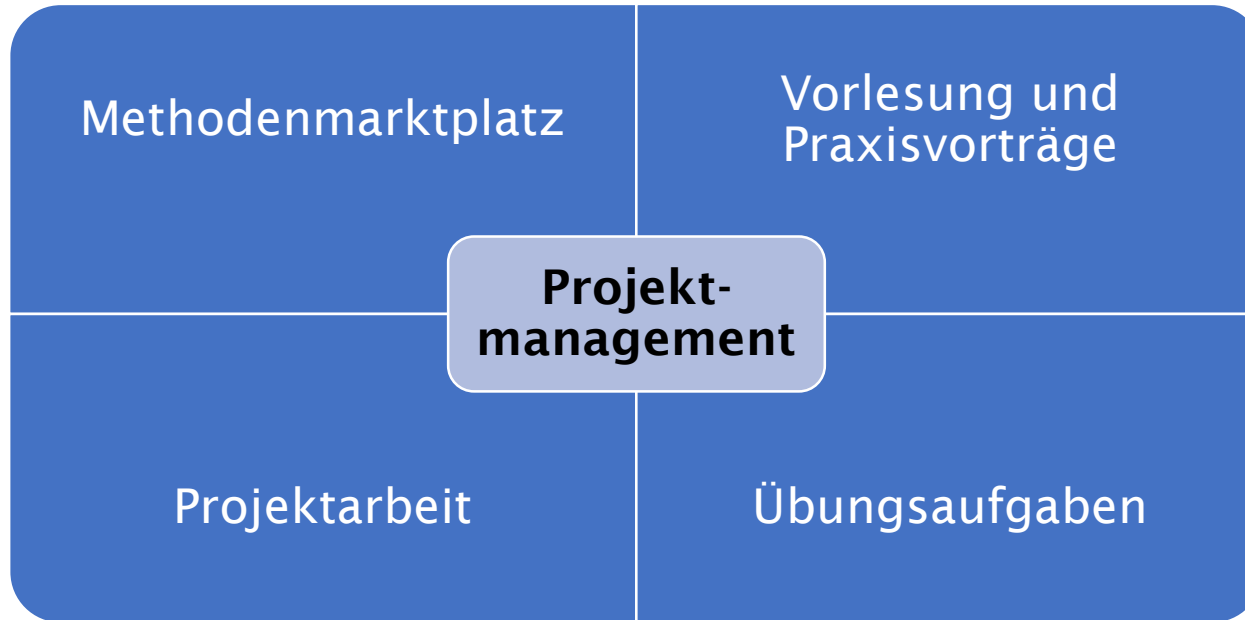 Methodenmarktplatz
Vorlesung und
Praxisvorträge
Projekt-
management
Projektarbeit
Übungsaufgaben